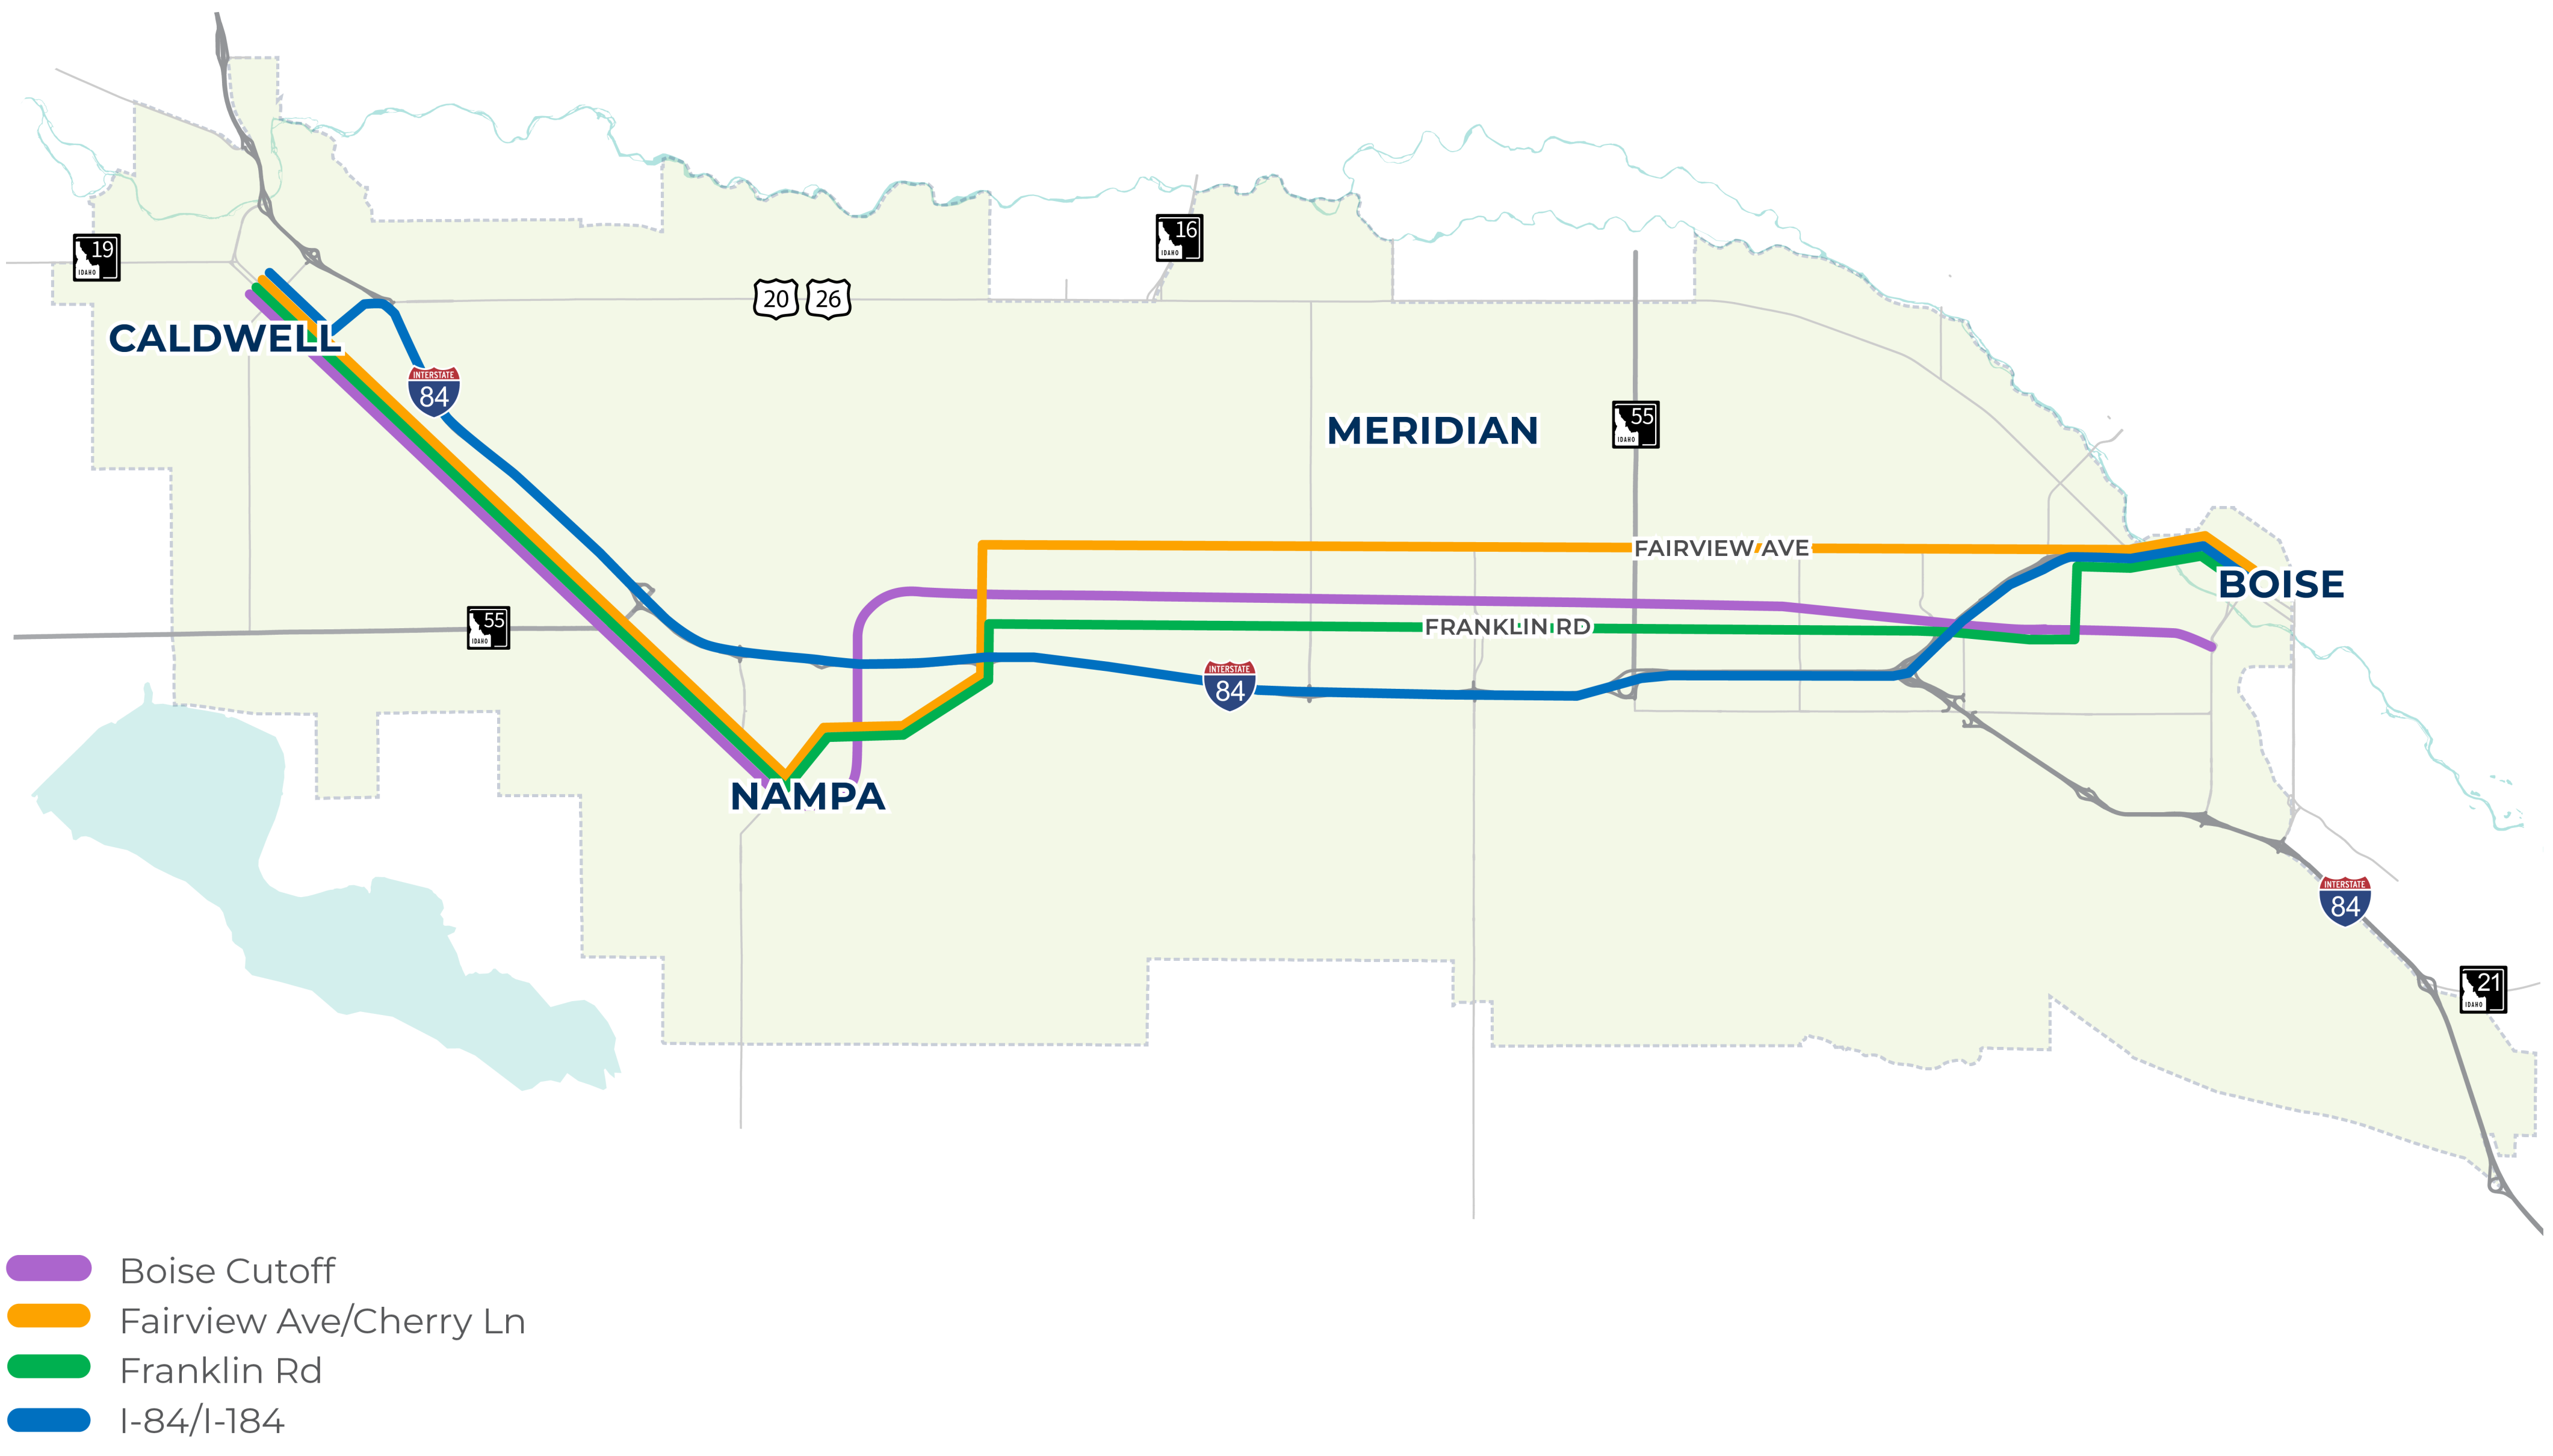 16
19
IDAHO
IDAHO
20 26
CALDWELL
INTERSTATE
84
MERIDIAN
55
IDAHO
FAIRVIEW AVE
BOISE
55
IDAHO
FRANKLIN RD
INTERSTATE
84
NAMPA
INTERSTATE
84
21
IDAHO
Boise Cutoff
Fairview Ave/Cherry Ln
Franklin Rd
I-84/I-184